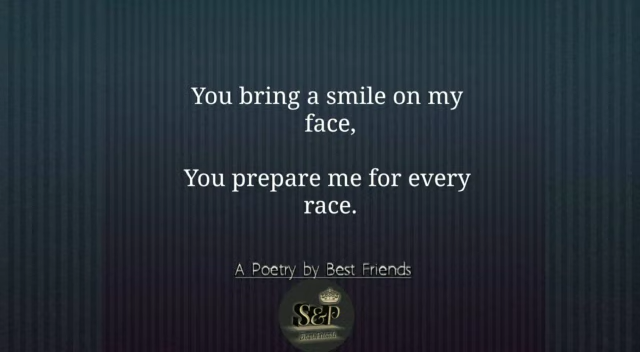 You bring a smile on my
face,
You prepare me for every
race.
A Poetry by Best Friends
S&P